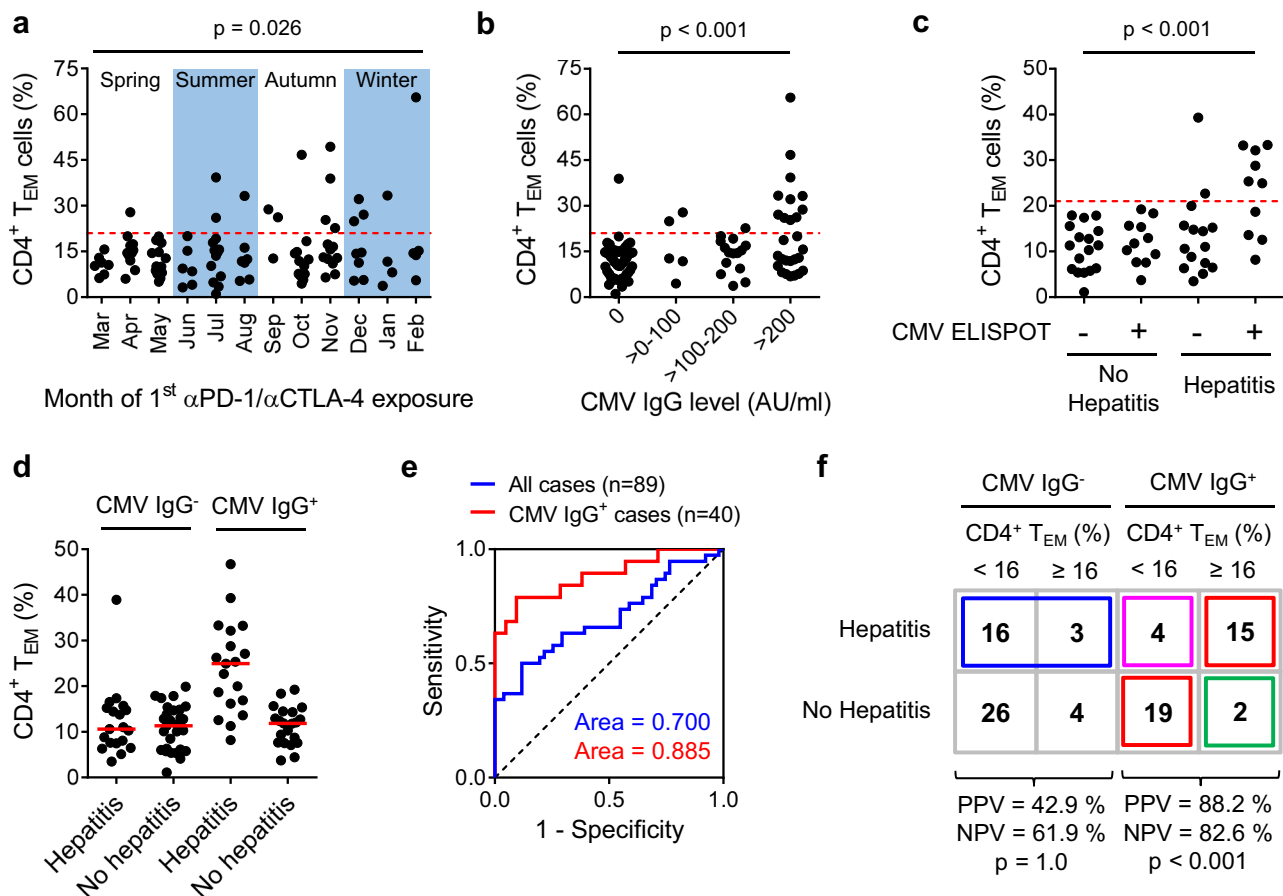 a
p = 0.026
CD4⁺ T_EM cells (%)
75
60
45
30
15
0
Spring Summer Autumn Winter
Mar Apr May Jun Jul Aug Sep Oct Nov Dec Jan Feb
Month of 1ˢᵗ αPD-1/αCTLA-4 exposure
b
p < 0.001
CD4⁺ T_EM cells (%)
75
60
45
30
15
0
0 >0-100 >100-200 >200
CMV IgG level (AU/ml)
c
p < 0.001
CD4⁺ T_EM cells (%)
50
40
30
20
10
0
CMV ELISPOT - + - +
No Hepatitis
Hepatitis
d
CMV IgG⁻ CMV IgG⁺
CD4⁺ T_EM (%)
50
40
30
20
10
0
Hepatitis No hepatitis Hepatitis No hepatitis
e
All cases (n=89)
CMV IgG⁺ cases (n=40)
Sensitivity
1.0
0.5
0.0
Area = 0.700
Area = 0.885
0.0 0.5 1.0
1 - Specificity
f
CMV IgG⁻ CMV IgG⁺
CD4⁺ T_EM (%) CD4⁺ T_EM (%)
< 16 ≥ 16 < 16 ≥ 16
Hepatitis 16 3 4 15
No Hepatitis 26 4 19 2
PPV = 42.9 % PPV = 88.2 %
NPV = 61.9 % NPV = 82.6 %
p = 1.0 p < 0.001